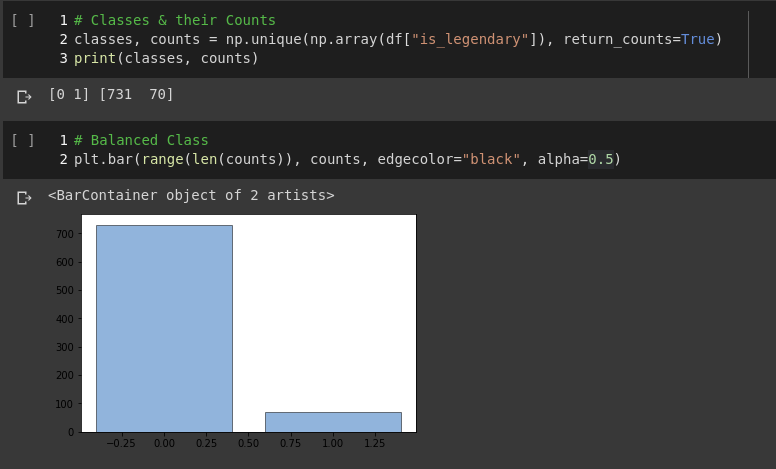 [ ] 1 # Classes & their Counts
2 classes, counts = np.unique(np.array(df["is_legendary"]), return_counts=True)
3 print(classes, counts)
[0 1] [731  70]
[ ] 1 # Balanced Class
2 plt.bar(range(len(counts)), counts, edgecolor="black", alpha=0.5)
<BarContainer object of 2 artists>
700
600
500
400
300
200
100
0
−0.25 0.00 0.25 0.50 0.75 1.00 1.25